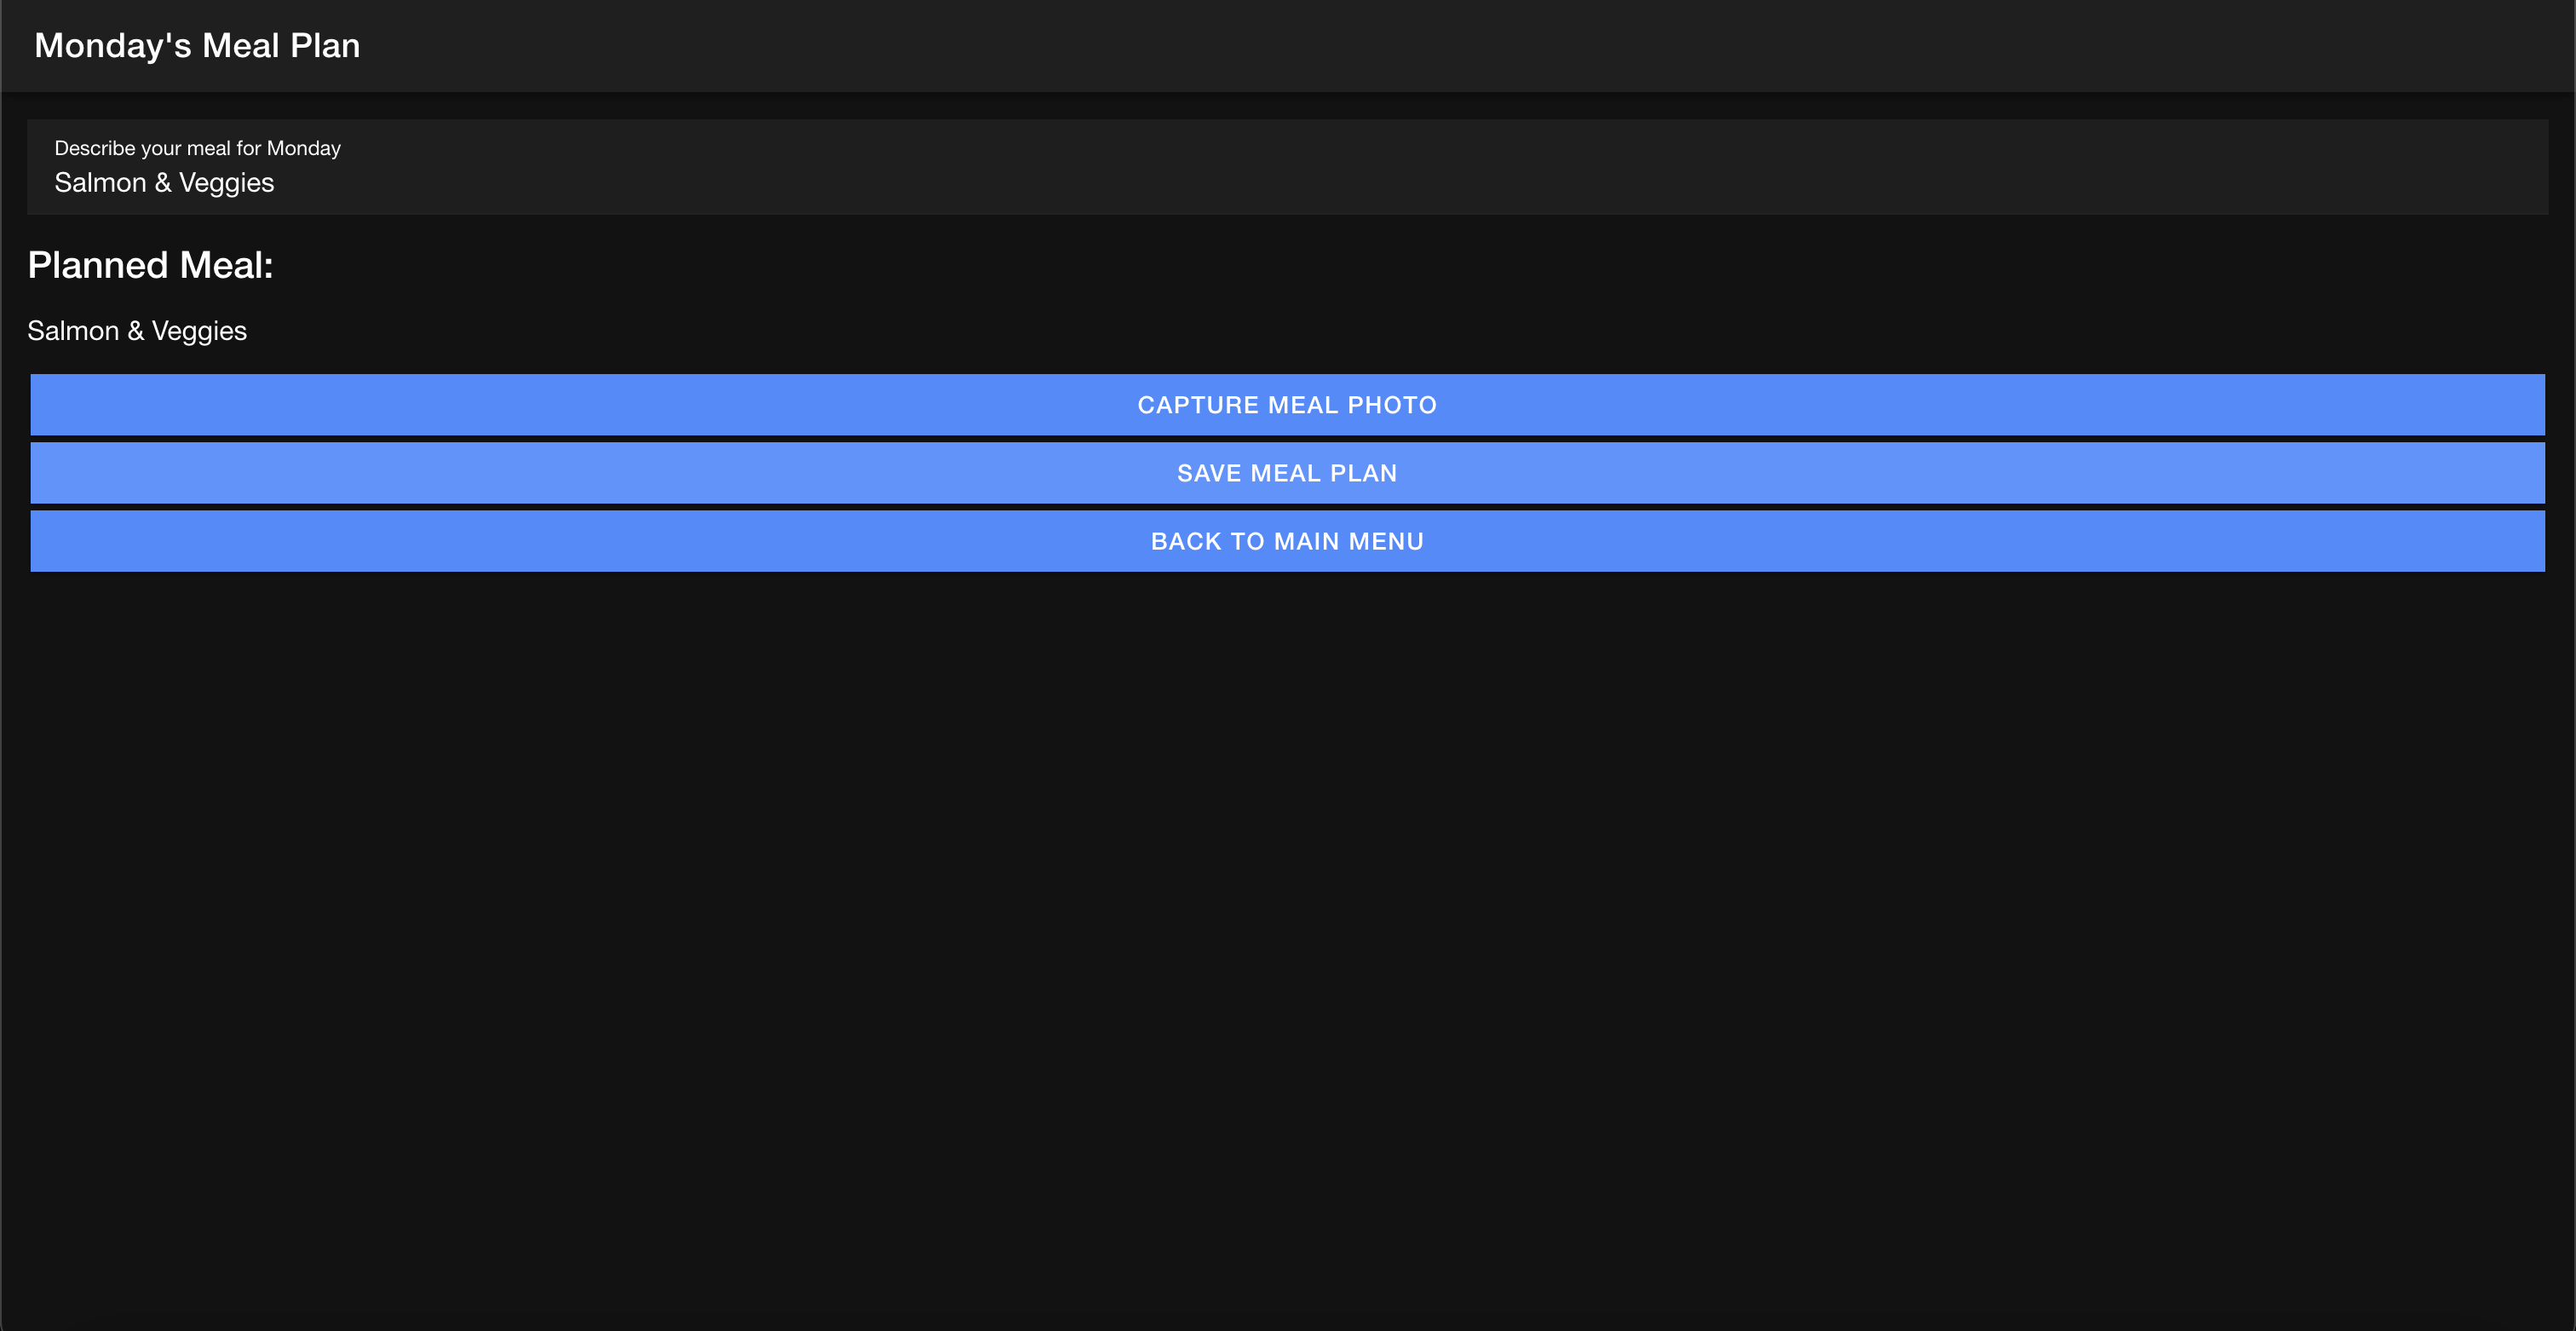 Monday's Meal Plan
Describe your meal for Monday
Salmon & Veggies
Planned Meal:
Salmon & Veggies
CAPTURE MEAL PHOTO
SAVE MEAL PLAN
BACK TO MAIN MENU